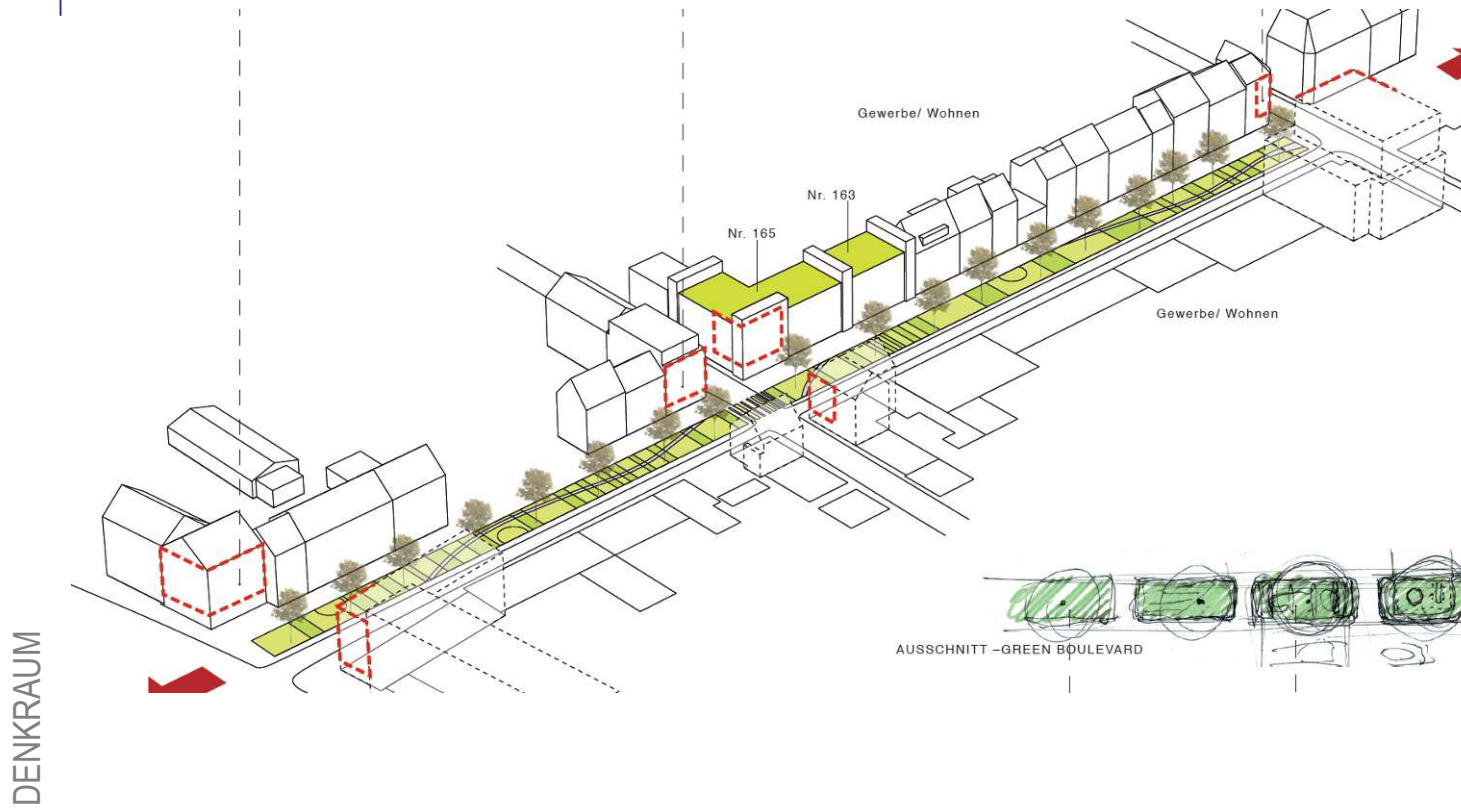 Gewerbe/ Wohnen
Nr. 163
Nr. 165
Gewerbe/ Wohnen
AUSSCHNITT –GREEN BOULEVARD
DENKRAUM